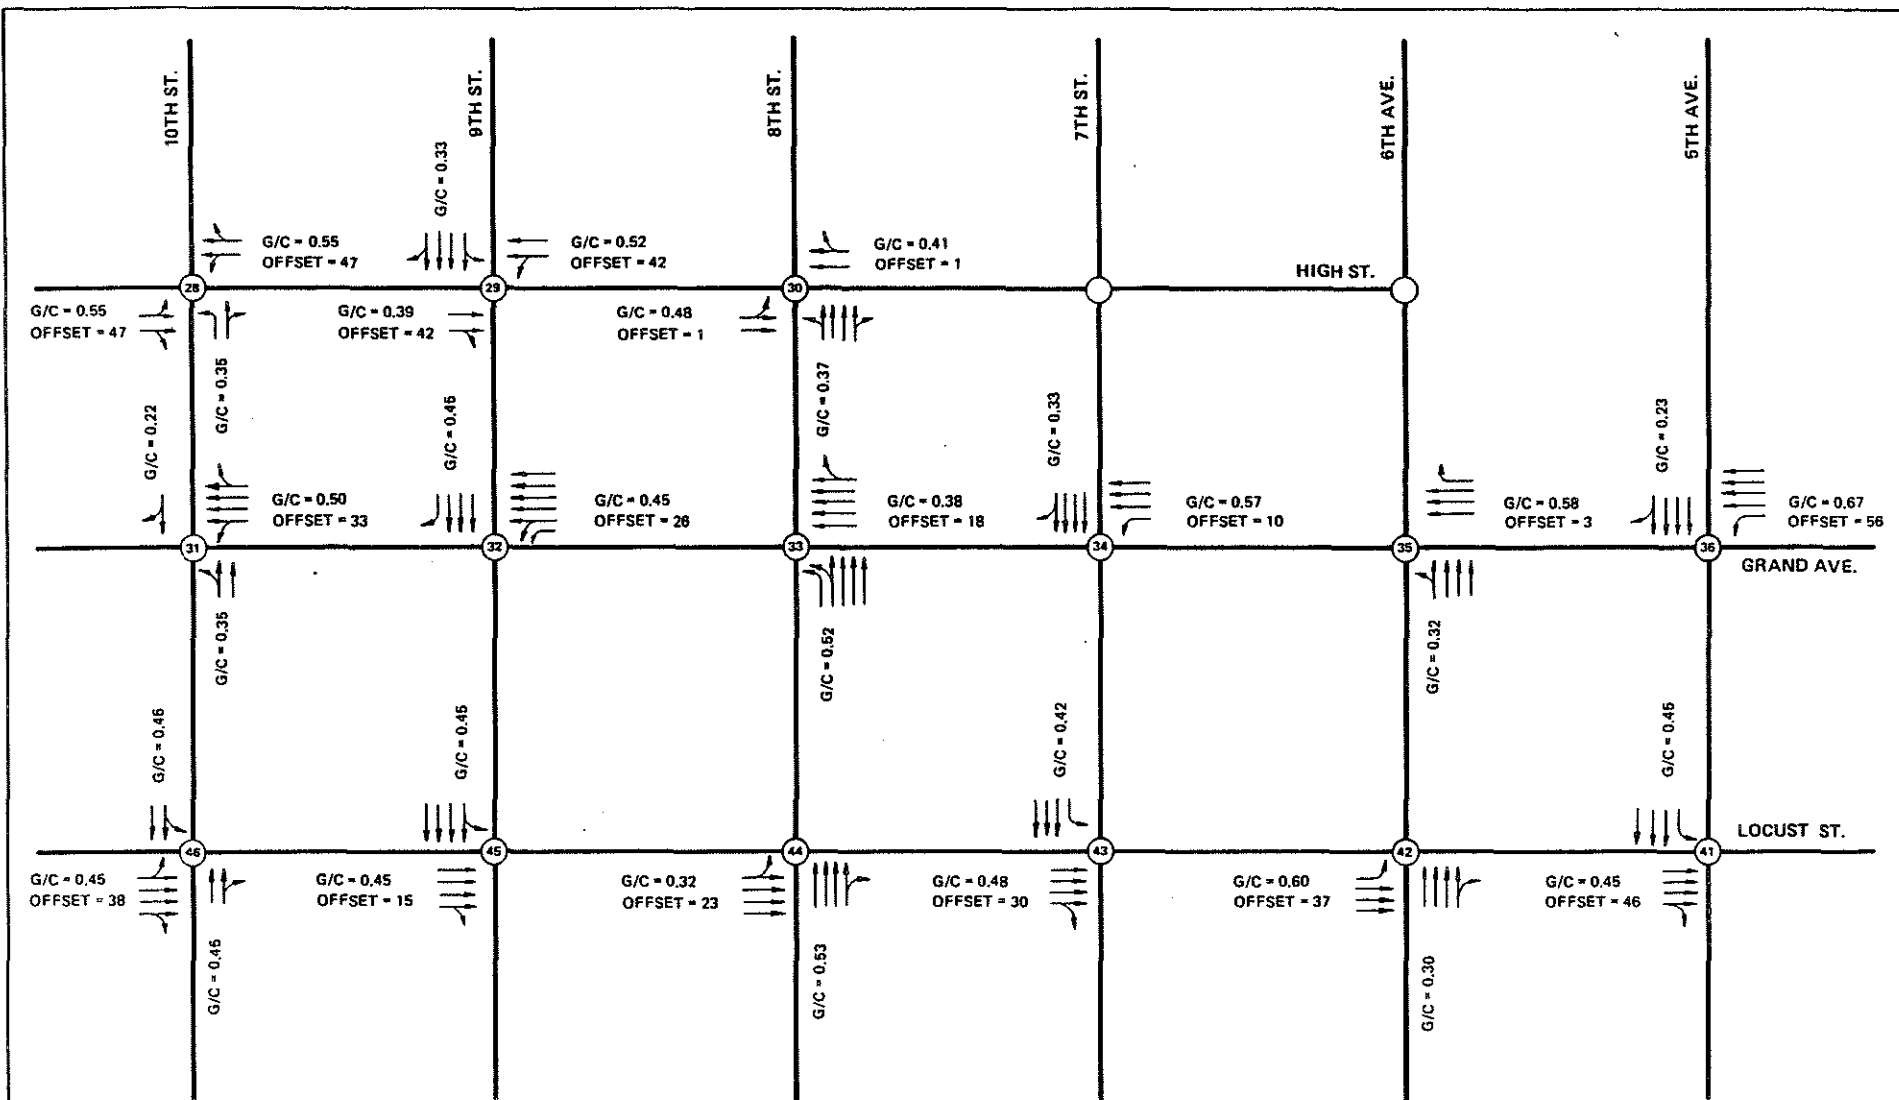 10TH ST.
9TH ST.
8TH ST.
7TH ST.
6TH AVE.
5TH AVE.
G/C = 0.33
G/C = 0.55
OFFSET = 47
G/C = 0.52
OFFSET = 42
G/C = 0.41
OFFSET = 1
HIGH ST.
28
29
30
G/C = 0.55
OFFSET = 47
G/C = 0.39
OFFSET = 42
G/C = 0.48
OFFSET = 1
G/C = 0.35
G/C = 0.37
G/C = 0.22
G/C = 0.45
G/C = 0.33
G/C = 0.23
G/C = 0.50
OFFSET = 33
G/C = 0.45
OFFSET = 26
G/C = 0.38
OFFSET = 18
G/C = 0.57
OFFSET = 10
G/C = 0.58
OFFSET = 3
G/C = 0.67
OFFSET = 56
31
32
33
34
35
36
GRAND AVE.
G/C = 0.35
G/C = 0.52
G/C = 0.32
G/C = 0.45
G/C = 0.45
G/C = 0.42
G/C = 0.45
LOCUST ST.
46
45
44
43
42
41
G/C = 0.45
OFFSET = 38
G/C = 0.45
OFFSET = 15
G/C = 0.32
OFFSET = 23
G/C = 0.48
OFFSET = 30
G/C = 0.60
OFFSET = 37
G/C = 0.45
OFFSET = 46
G/C = 0.45
G/C = 0.53
G/C = 0.30